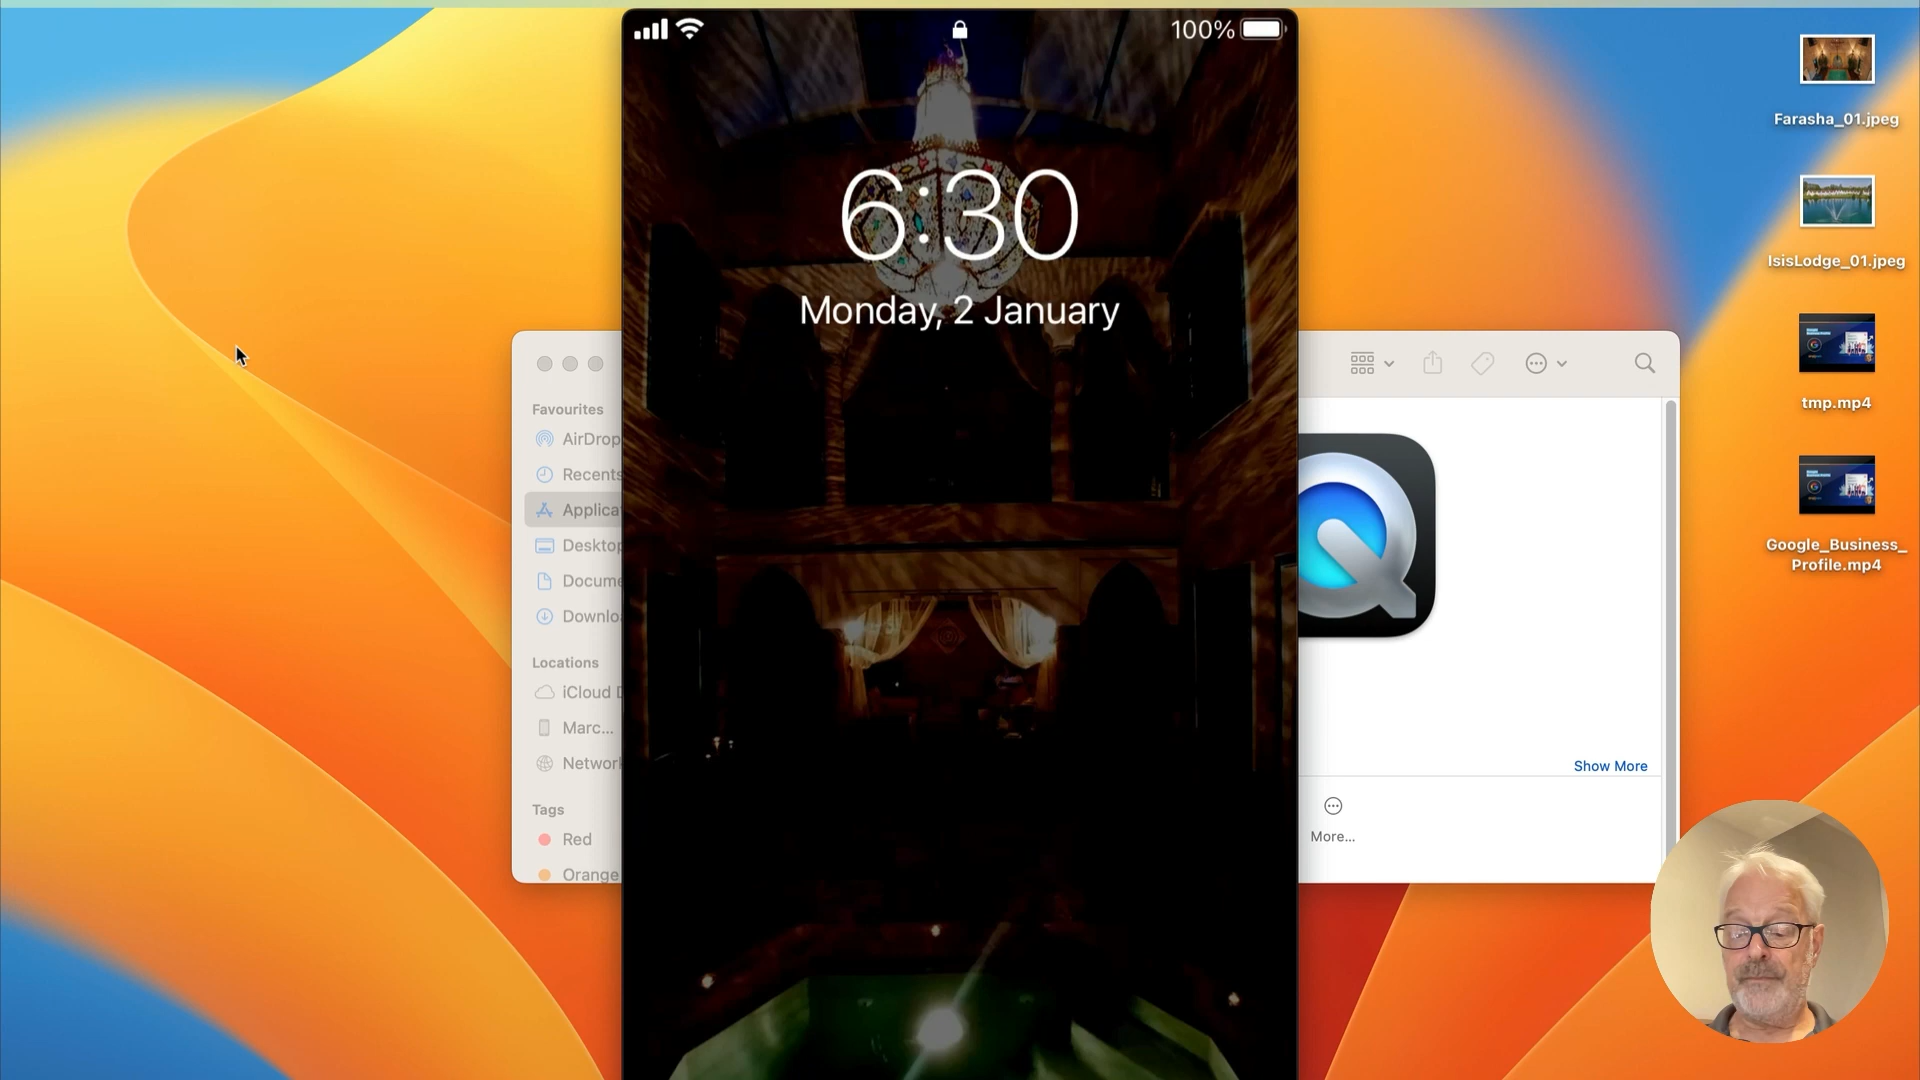 100%
6:30
Monday, 2 January
Favourites
AirDrop
Recents
Applica
Desktop
Docume
Downlo
Locations
iCloud D
Marc...
Network
Tags
Red
Orange
Show More
More...
Farasha_01.jpeg
IsisLodge_01.jpeg
tmp.mp4
Google_Business_
Profile.mp4